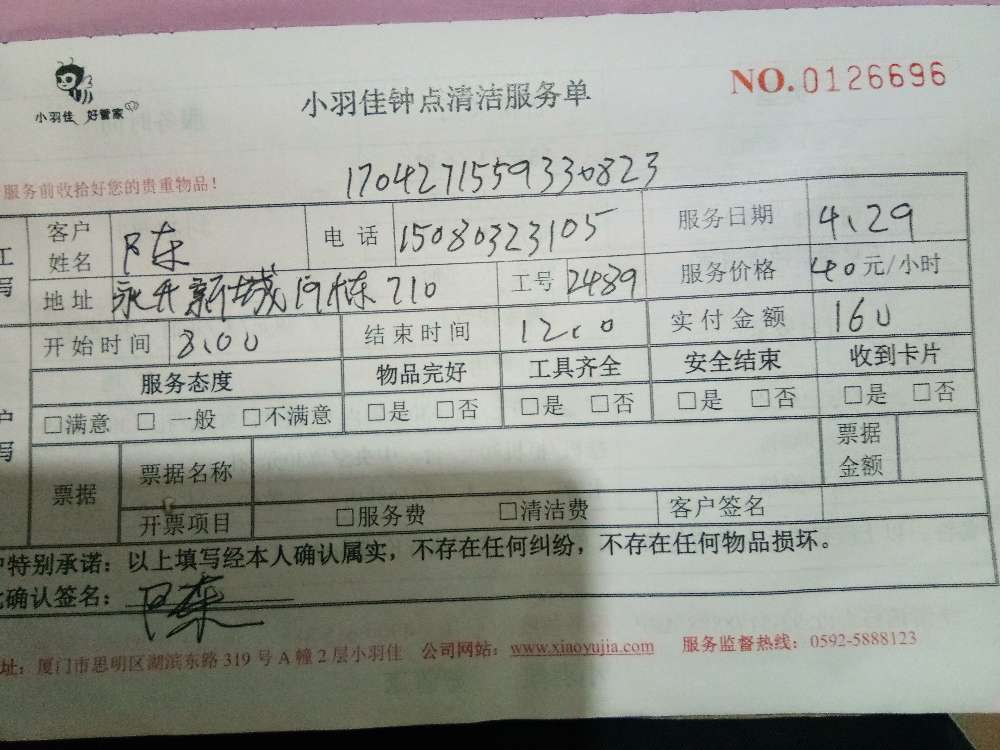 小羽佳 好管家
小羽佳钟点清洁服务单
NO.0126696
服务前收拾好您的贵重物品！
1704271559330823
工
写
客户姓名 陈 电话 15080323105 服务日期 4.29
地址 永升新城19栋710 工号 2489 服务价格 40元/小时
开始时间 8.00 结束时间 12.00 实付金额 160
户
写
服务态度 物品完好 工具齐全 安全结束 收到卡片
□满意 □一般 □不满意 □是 □否 □是 □否 □是 □否 □是 □否
票据 票据名称 票据金额
开票项目 □服务费 □清洁费 客户签名
户特别承诺：以上填写经本人确认属实，不存在任何纠纷，不存在任何物品损坏。
确认签名：陈
址：厦门市思明区湖滨东路319号A幢2层小羽佳 公司网站：www.xiaoyujia.com 服务监督热线：0592-5888123